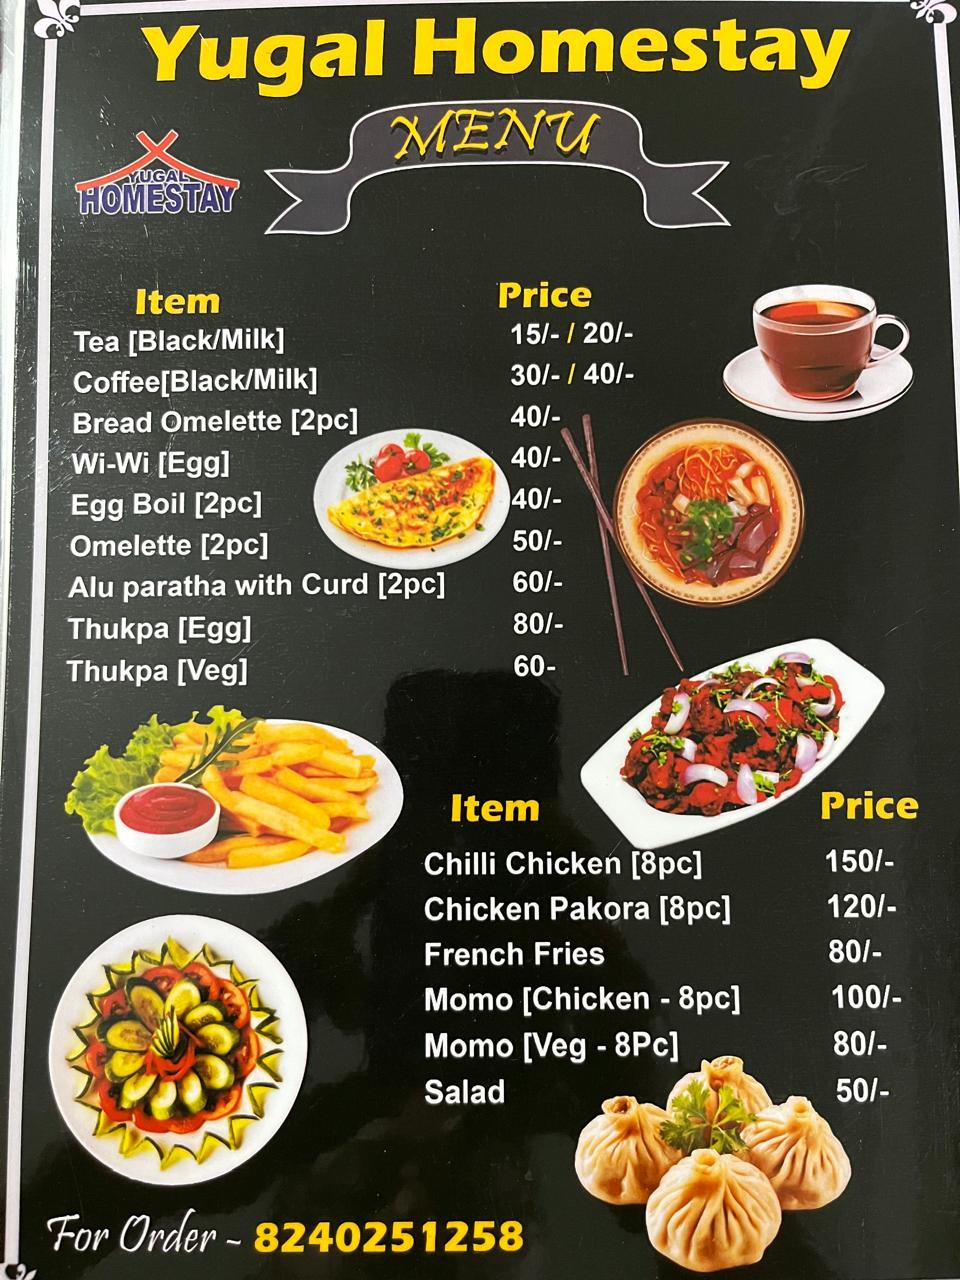 Yugal Homestay
MENU
YUGAL
HOMESTAY
Item Price
Tea [Black/Milk] 15/- / 20/-
Coffee[Black/Milk] 30/- / 40/-
Bread Omelette [2pc] 40/-
Wi-Wi [Egg] 40/-
Egg Boil [2pc] 40/-
Omelette [2pc] 50/-
Alu paratha with Curd [2pc] 60/-
Thukpa [Egg] 80/-
Thukpa [Veg] 60-
Item Price
Chilli Chicken [8pc] 150/-
Chicken Pakora [8pc] 120/-
French Fries 80/-
Momo [Chicken - 8pc] 100/-
Momo [Veg - 8Pc] 80/-
Salad 50/-
For Order ~ 8240251258